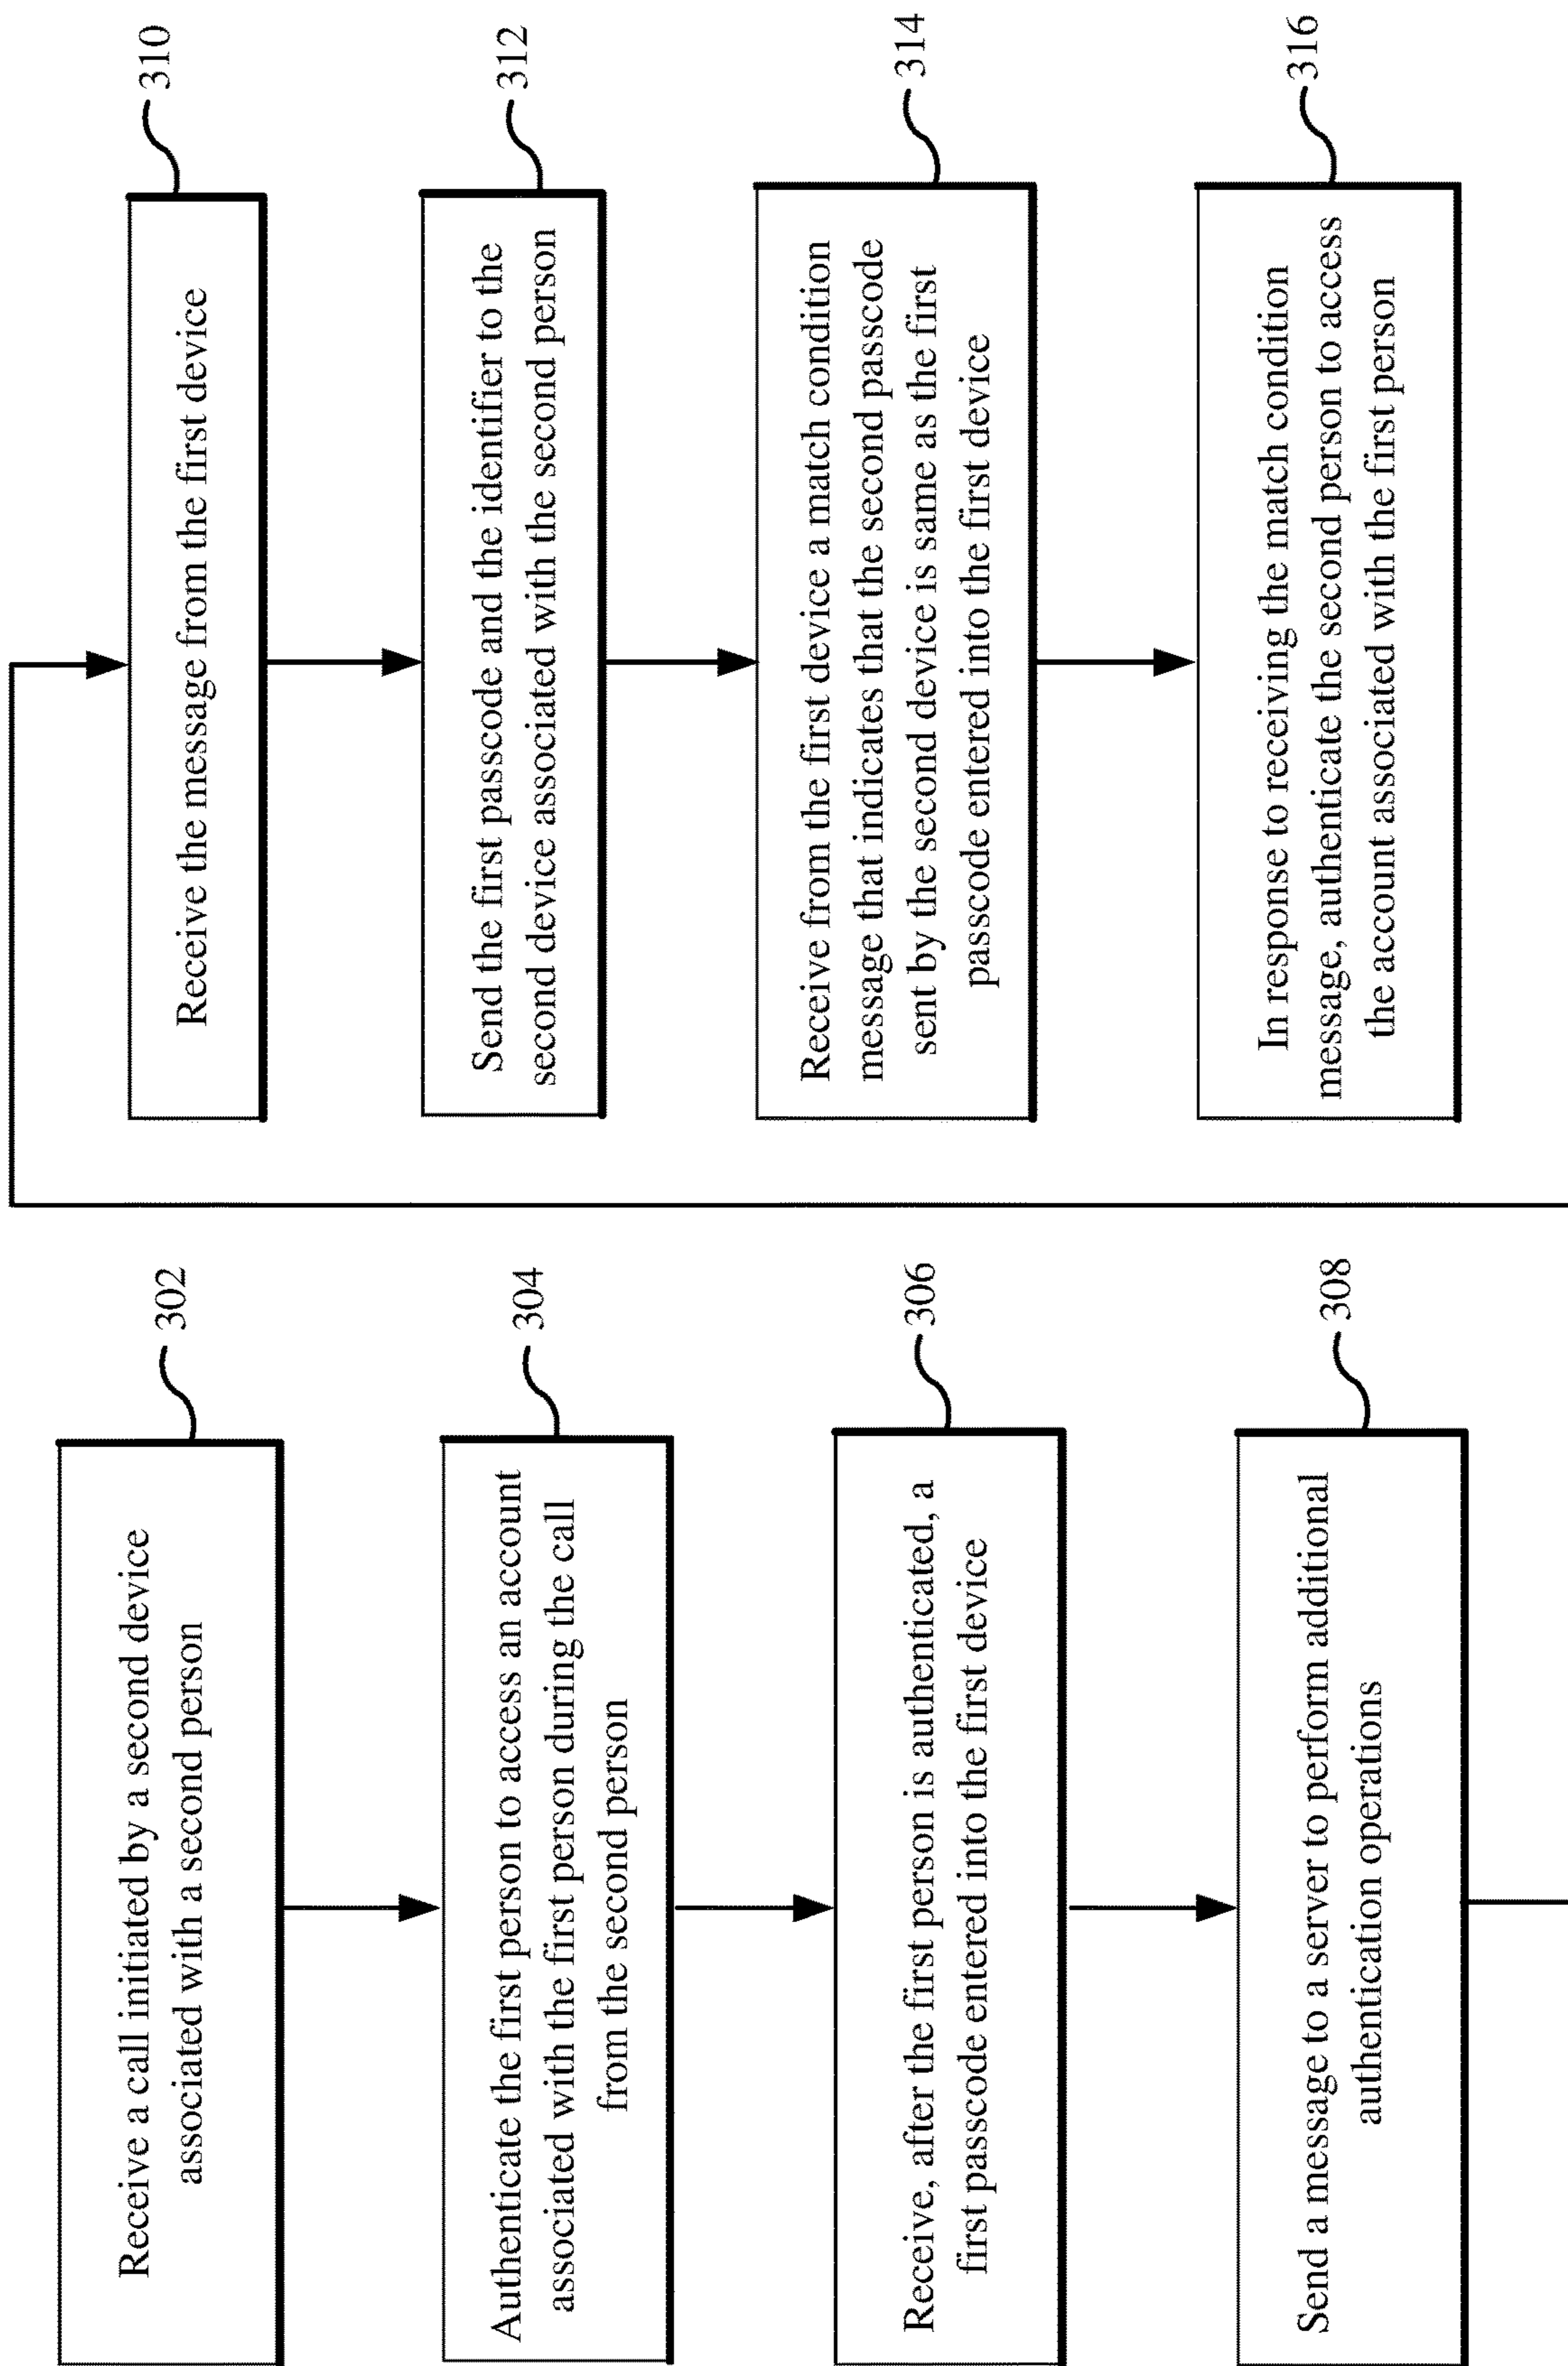 Receive a call initiated by a second device
associated with a second person
302
Authenticate the first person to access an account
associated with the first person during the call
from the second person
304
Receive, after the first person is authenticated, a
first passcode entered into the first device
306
Send a message to a server to perform additional
authentication operations
308
Receive the message from the first device
310
Send the first passcode and the identifier to the
second device associated with the second person
312
Receive from the first device a match condition
message that indicates that the second passcode
sent by the second device is same as the first
passcode entered into the first device
314
In response to receiving the match condition
message, authenticate the second person to access
the account associated with the first person
316